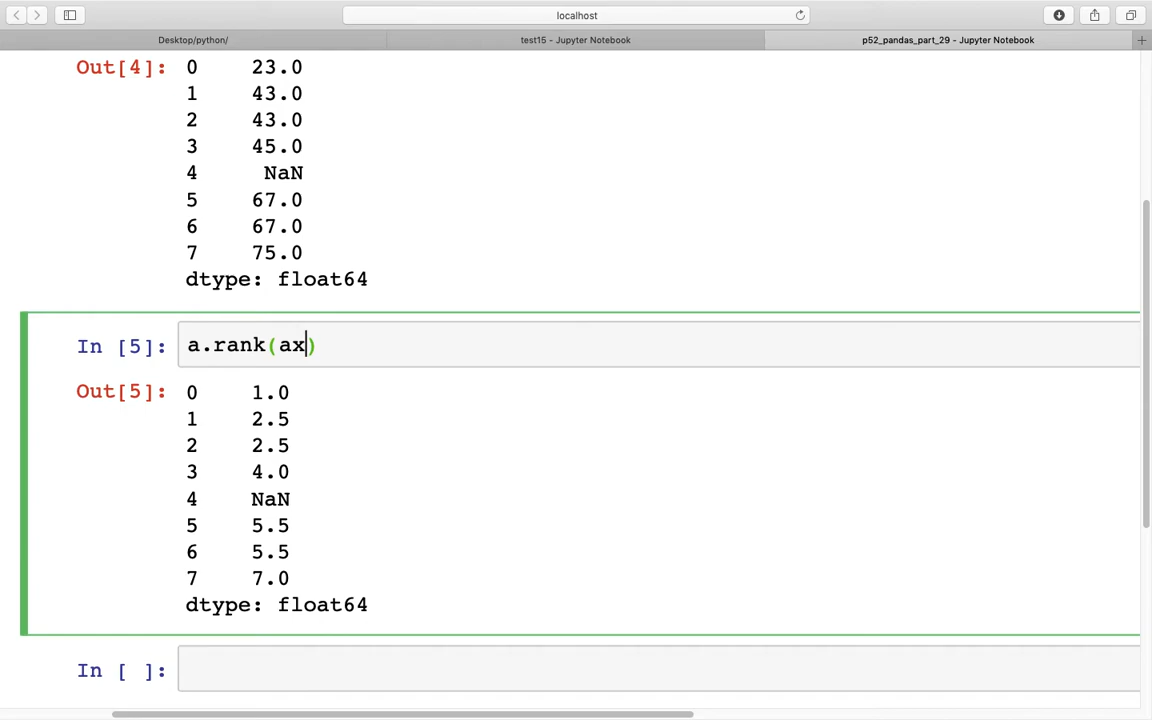 localhost
Desktop/python/ test15 - Jupyter Notebook p52_pandas_part_29 - Jupyter Notebook
Out[4]: 0 23.0
1 43.0
2 43.0
3 45.0
4 NaN
5 67.0
6 67.0
7 75.0
dtype: float64
In [5]: a.rank(ax)
Out[5]: 0 1.0
1 2.5
2 2.5
3 4.0
4 NaN
5 5.5
6 5.5
7 7.0
dtype: float64
In [ ]: